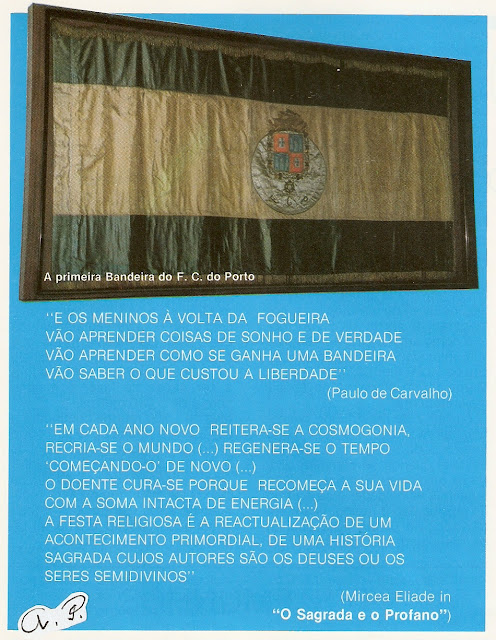 A primeira Bandeira do F. C. do Porto
"E OS MENINOS À VOLTA DA FOGUEIRA
VÃO APRENDER COISAS DE SONHO E DE VERDADE
VÃO APRENDER COMO SE GANHA UMA BANDEIRA
VÃO SABER O QUE CUSTOU A LIBERDADE"
(Paulo de Carvalho)
"EM CADA ANO NOVO REITERA-SE A COSMOGONIA,
RECRIA-SE O MUNDO (...) REGENERA-SE O TEMPO
'COMEÇANDO-O' DE NOVO (...)
O DOENTE CURA-SE PORQUE RECOMEÇA A SUA VIDA
COM A SOMA INTACTA DE ENERGIA (...)
A FESTA RELIGIOSA É A REACTUALIZAÇÃO DE UM
ACONTECIMENTO PRIMORDIAL, DE UMA HISTÓRIA
SAGRADA CUJOS AUTORES SÃO OS DEUSES OU OS
SERES SEMIDIVINOS"
(Mircea Eliade in
"O Sagrada e o Profano")